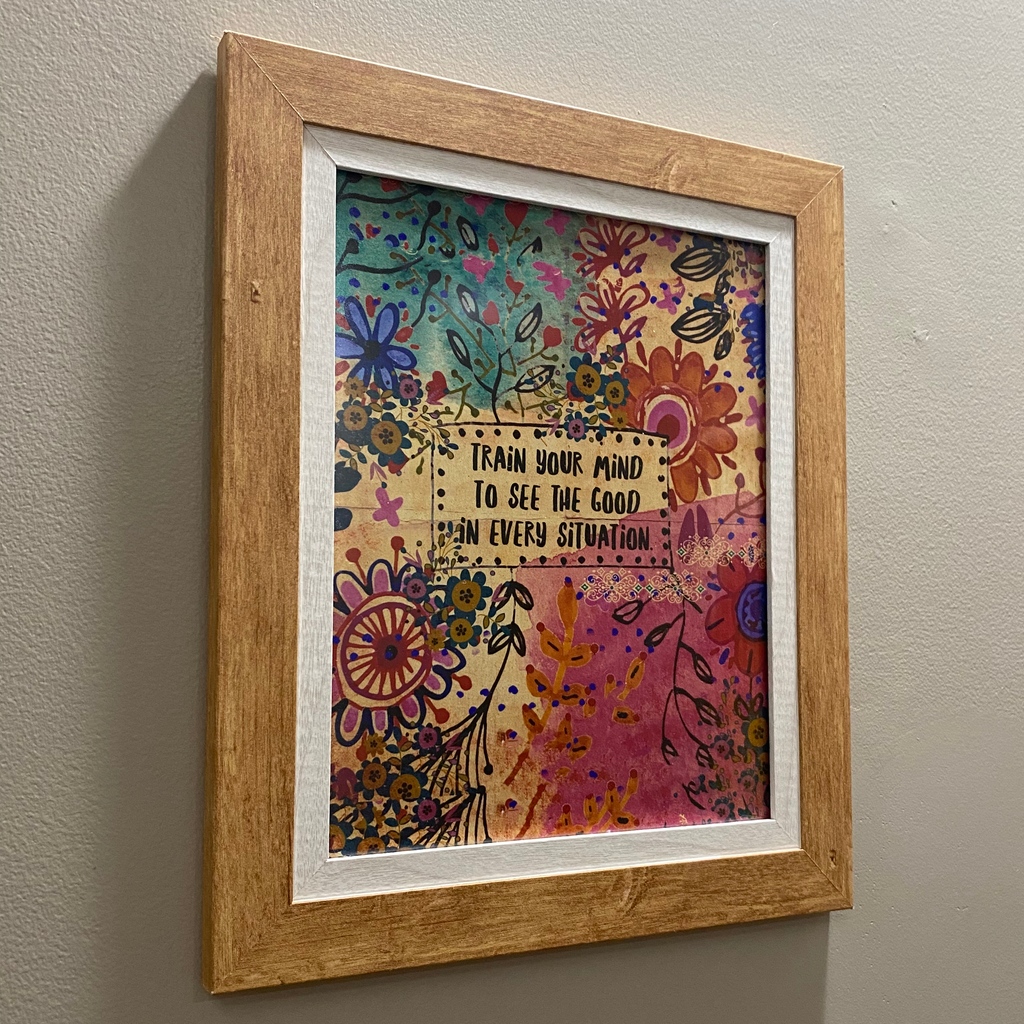 TRAIN YOUR MIND
TO SEE THE GOOD
IN EVERY SITUATION.